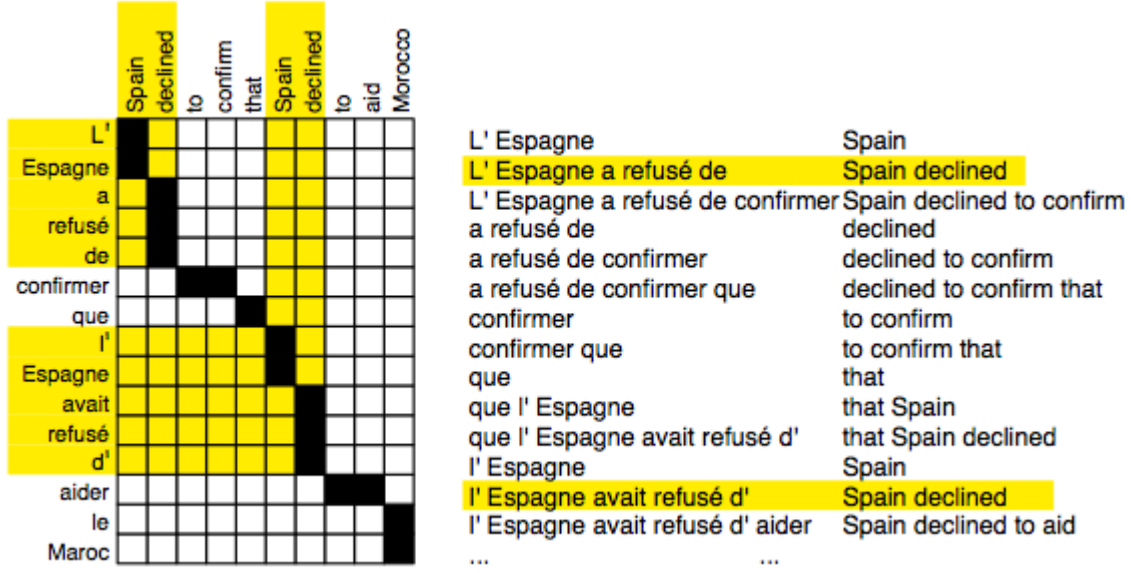 Spain declined to confirm that Spain declined to aid Morocco
L'
Espagne
a
refusé
de
confirmer
que
l'
Espagne
avait
refusé
d'
aider
le
Maroc
L' Espagne Spain
L' Espagne a refusé de Spain declined
L' Espagne a refusé de confirmer Spain declined to confirm
a refusé de declined
a refusé de confirmer declined to confirm
a refusé de confirmer que declined to confirm that
confirmer to confirm
confirmer que to confirm that
que that
que l' Espagne that Spain
que l' Espagne avait refusé d' that Spain declined
l' Espagne Spain
l' Espagne avait refusé d' Spain declined
l' Espagne avait refusé d' aider Spain declined to aid
... ...